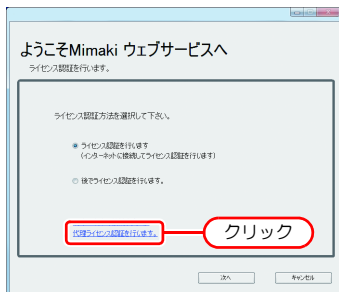 ようこそMimaki ウェブサービスへ
ライセンス認証を行います。
ライセンス認証方法を選択して下さい。
ライセンス認証を行います
(インターネットに接続してライセンス認証を行います)
後でライセンス認証を行います。
代理ライセンス認証を行います。
クリック
次へ
キャンセル